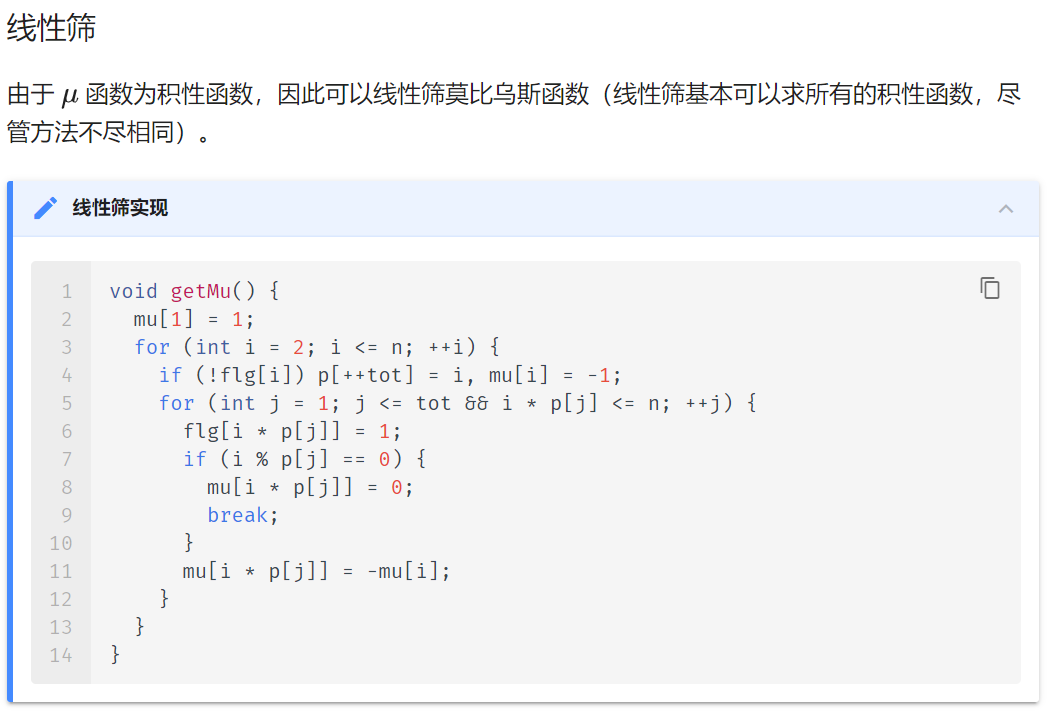 线性筛
由于 μ 函数为积性函数，因此可以线性筛莫比乌斯函数（线性筛基本可以求所有的积性函数，尽
管方法不尽相同）。
线性筛实现
1 void getMu() {
2   mu[1] = 1;
3   for (int i = 2; i <= n; ++i) {
4     if (!flg[i]) p[++tot] = i, mu[i] = -1;
5     for (int j = 1; j <= tot && i * p[j] <= n; ++j) {
6       flg[i * p[j]] = 1;
7       if (i % p[j] == 0) {
8         mu[i * p[j]] = 0;
9         break;
10       }
11       mu[i * p[j]] = -mu[i];
12     }
13   }
14 }